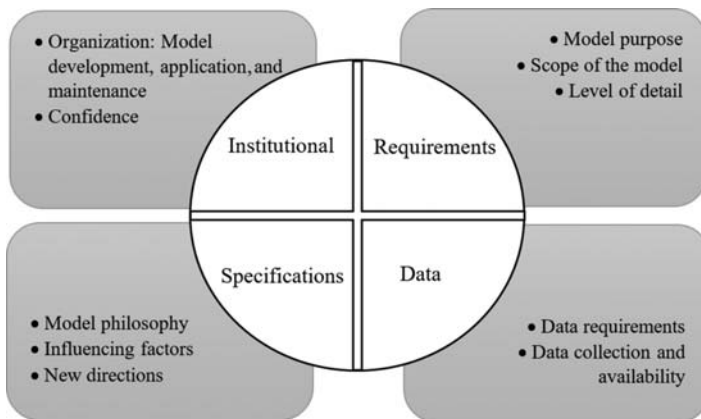 ● Organization: Model
development, application, and
maintenance
● Confidence
● Model purpose
● Scope of the model
● Level of detail
Institutional
Requirements
Specifications
Data
● Model philosophy
● Influencing factors
● New directions
● Data requirements
● Data collection and
availability